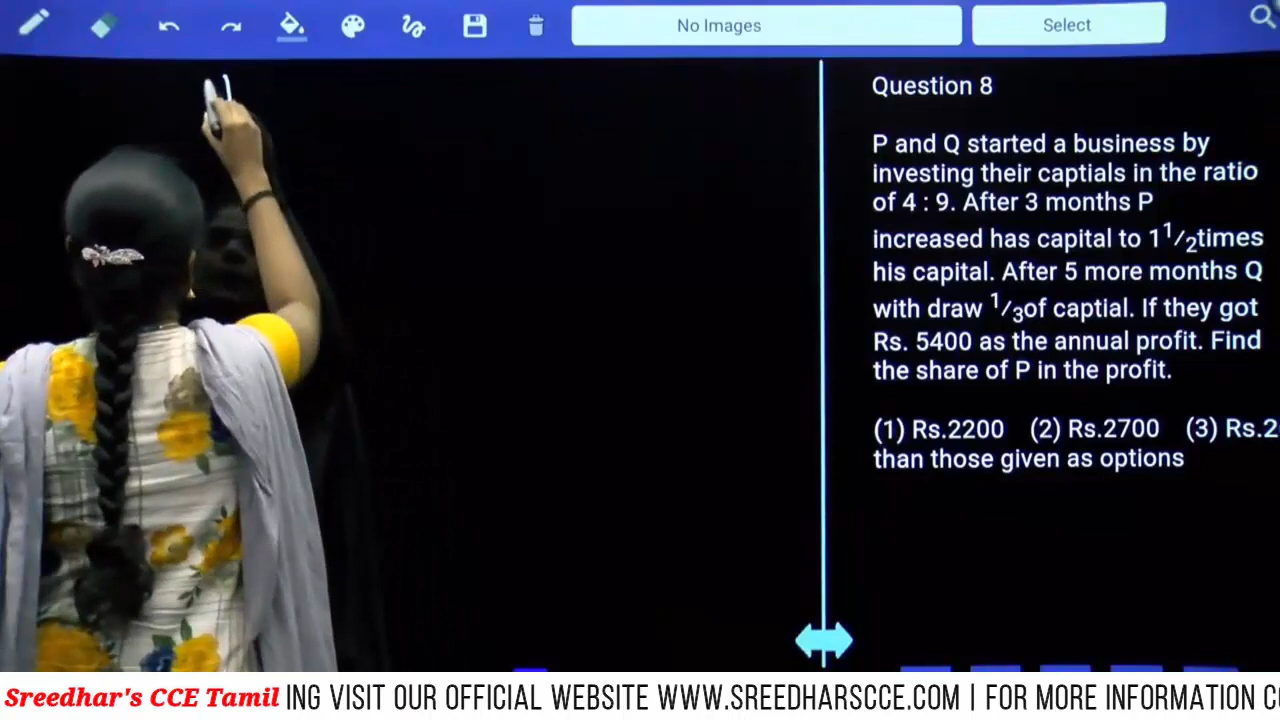 No Images
Select
Question 8
P and Q started a business by
investing their captials in the ratio
of 4 : 9. After 3 months P
increased has capital to 1 1/2times
his capital. After 5 more months Q
with draw 1/3of captial. If they got
Rs. 5400 as the annual profit. Find
the share of P in the profit.
(1) Rs.2200 (2) Rs.2700 (3) Rs.2
than those given as options
Sreedhar's CCE Tamil ING VISIT OUR OFFICIAL WEBSITE WWW.SREEDHARSCCE.COM | FOR MORE INFORMATION